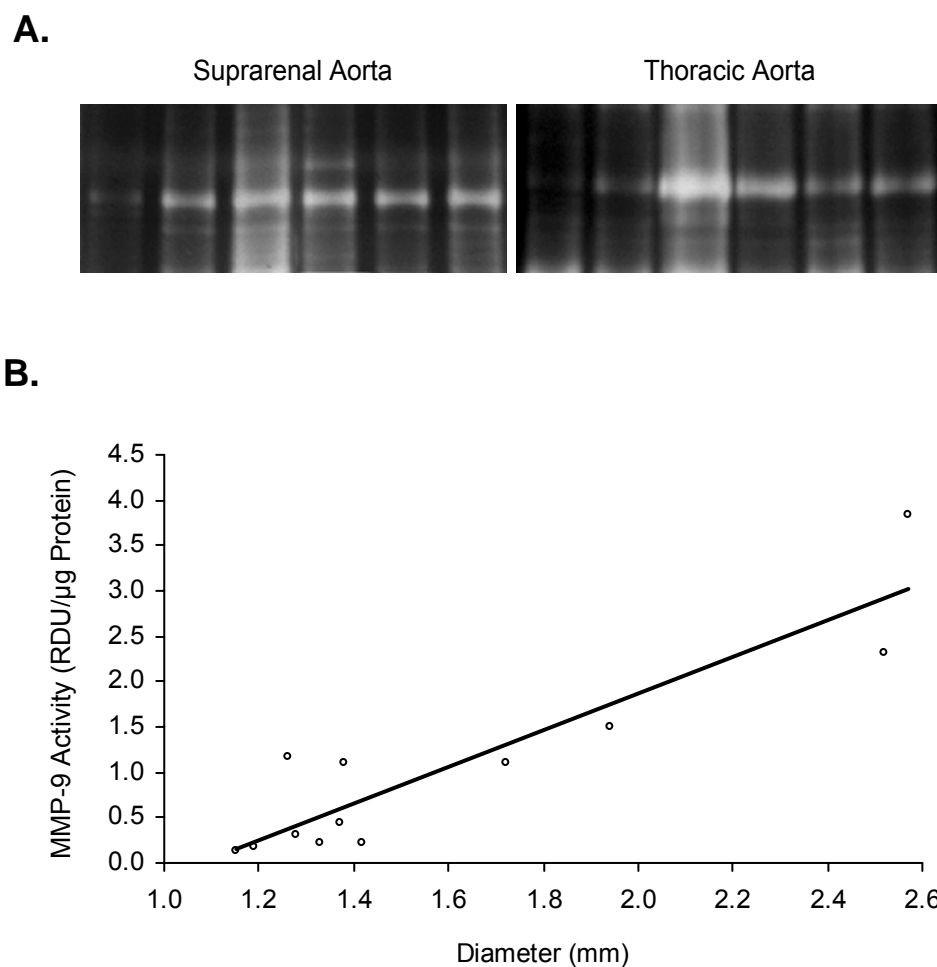 A.
Suprarenal Aorta
Thoracic Aorta
B.
MMP-9 Activity (RDU/µg Protein)
4.5
4.0
3.5
3.0
2.5
2.0
1.5
1.0
0.5
0.0
1.0 1.2 1.4 1.6 1.8 2.0 2.2 2.4 2.6
Diameter (mm)